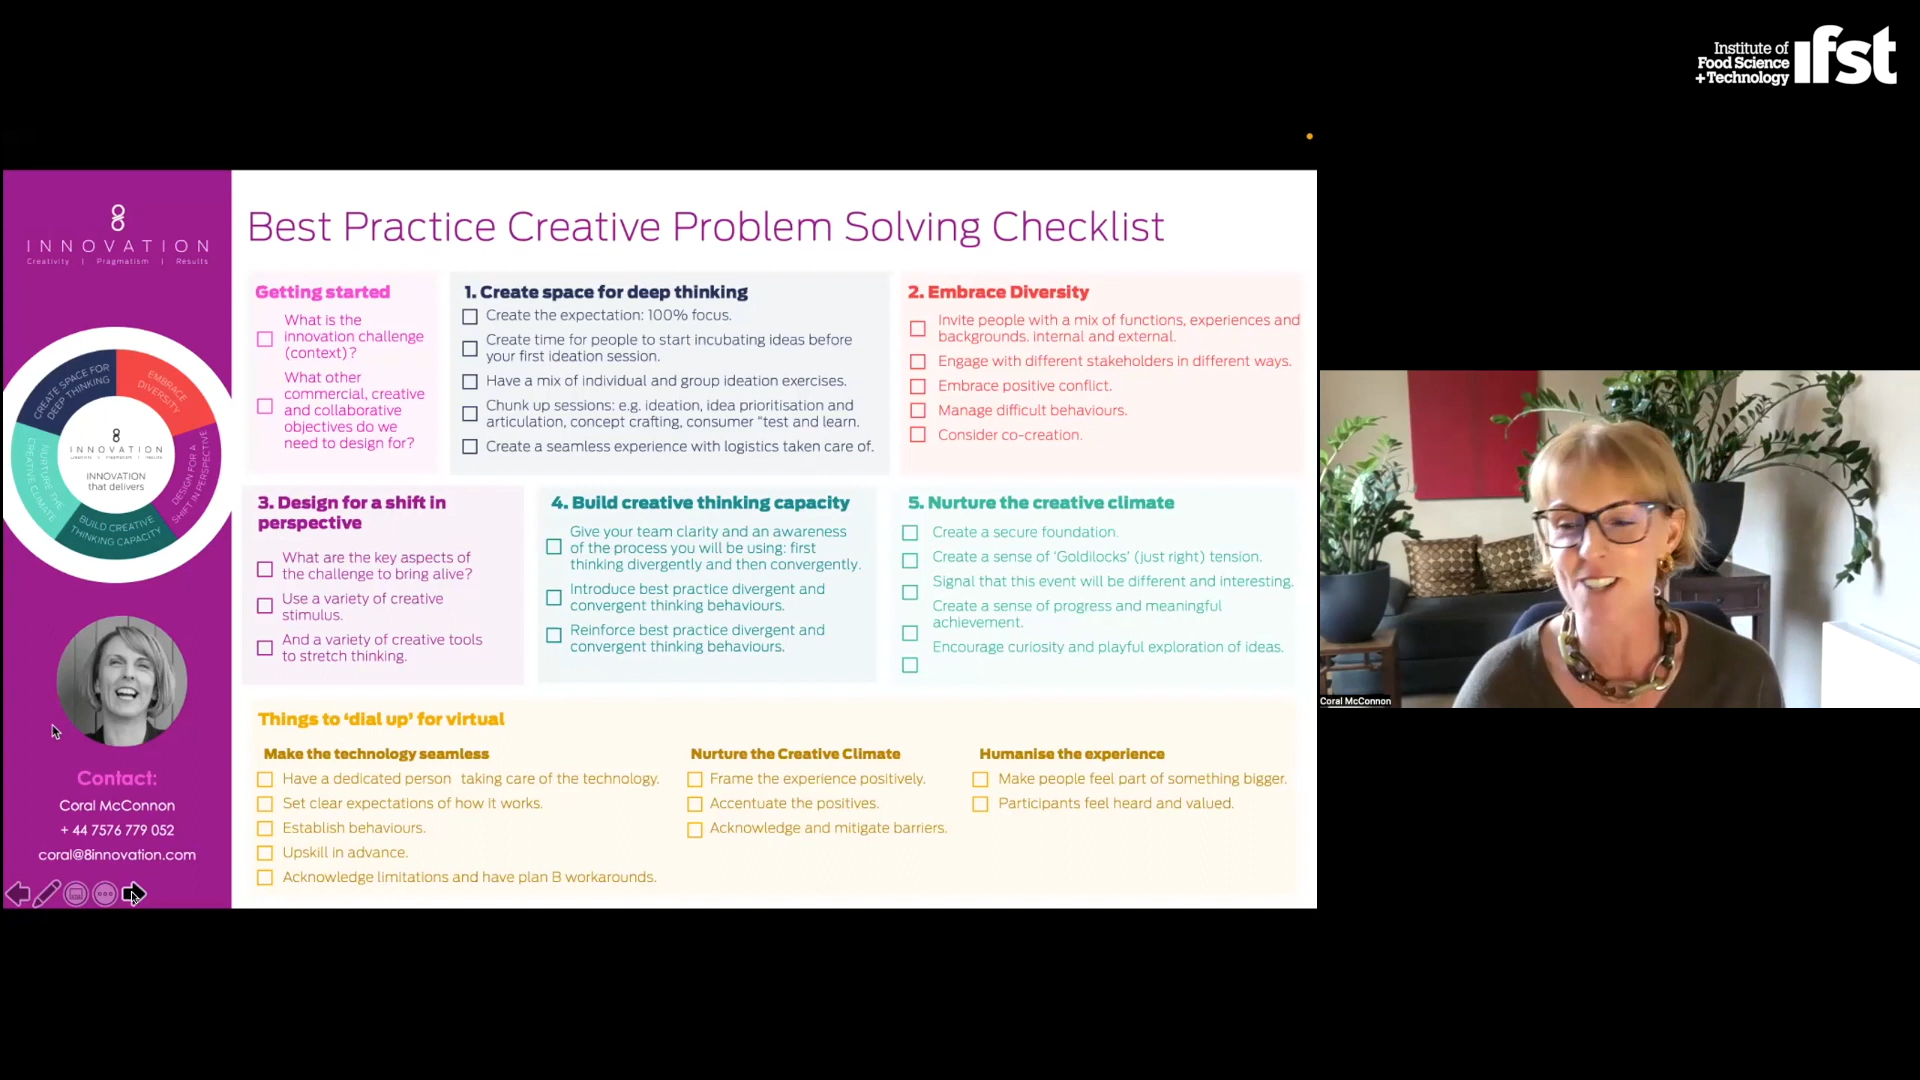 Institute of
Food Science
+Technology
ifst
INNOVATION
Creativity | Pragmatism | Results
Best Practice Creative Problem Solving Checklist
Getting started
What is the
innovation challenge
(context)?
What other
commercial, creative
and collaborative
objectives do we
need to design for?
1. Create space for deep thinking
Create the expectation: 100% focus.
Create time for people to start incubating ideas before
your first ideation session.
Have a mix of individual and group ideation exercises.
Chunk up sessions: e.g. ideation, idea prioritisation and
articulation, concept crafting, consumer “test and learn.
Create a seamless experience with logistics taken care of.
2. Embrace Diversity
Invite people with a mix of functions, experiences and
backgrounds. internal and external.
Engage with different stakeholders in different ways.
Embrace positive conflict.
Manage difficult behaviours.
Consider co-creation.
CREATE SPACE FOR
DEEP THINKING
EMBRACE
DIVERSITY
DESIGN FOR A
SHIFT IN PERSPECTIVE
BUILD CREATIVE
THINKING CAPACITY
NURTURE THE
CREATIVE CLIMATE
INNOVATION
INNOVATION
that delivers
3. Design for a shift in
perspective
What are the key aspects of
the challenge to bring alive?
Use a variety of creative
stimulus.
And a variety of creative tools
to stretch thinking.
4. Build creative thinking capacity
Give your team clarity and an awareness
of the process you will be using: first
thinking divergently and then convergently.
Introduce best practice divergent and
convergent thinking behaviours.
Reinforce best practice divergent and
convergent thinking behaviours.
5. Nurture the creative climate
Create a secure foundation.
Create a sense of ‘Goldilocks’ (just right) tension.
Signal that this event will be different and interesting.
Create a sense of progress and meaningful
achievement.
Encourage curiosity and playful exploration of ideas.
Coral McConnon
Things to ‘dial up’ for virtual
Make the technology seamless
Have a dedicated person taking care of the technology.
Set clear expectations of how it works.
Establish behaviours.
Upskill in advance.
Acknowledge limitations and have plan B workarounds.
Nurture the Creative Climate
Frame the experience positively.
Accentuate the positives.
Acknowledge and mitigate barriers.
Humanise the experience
Make people feel part of something bigger.
Participants feel heard and valued.
Contact:
Coral McConnon
+ 44 7576 779 052
coral@8innovation.com